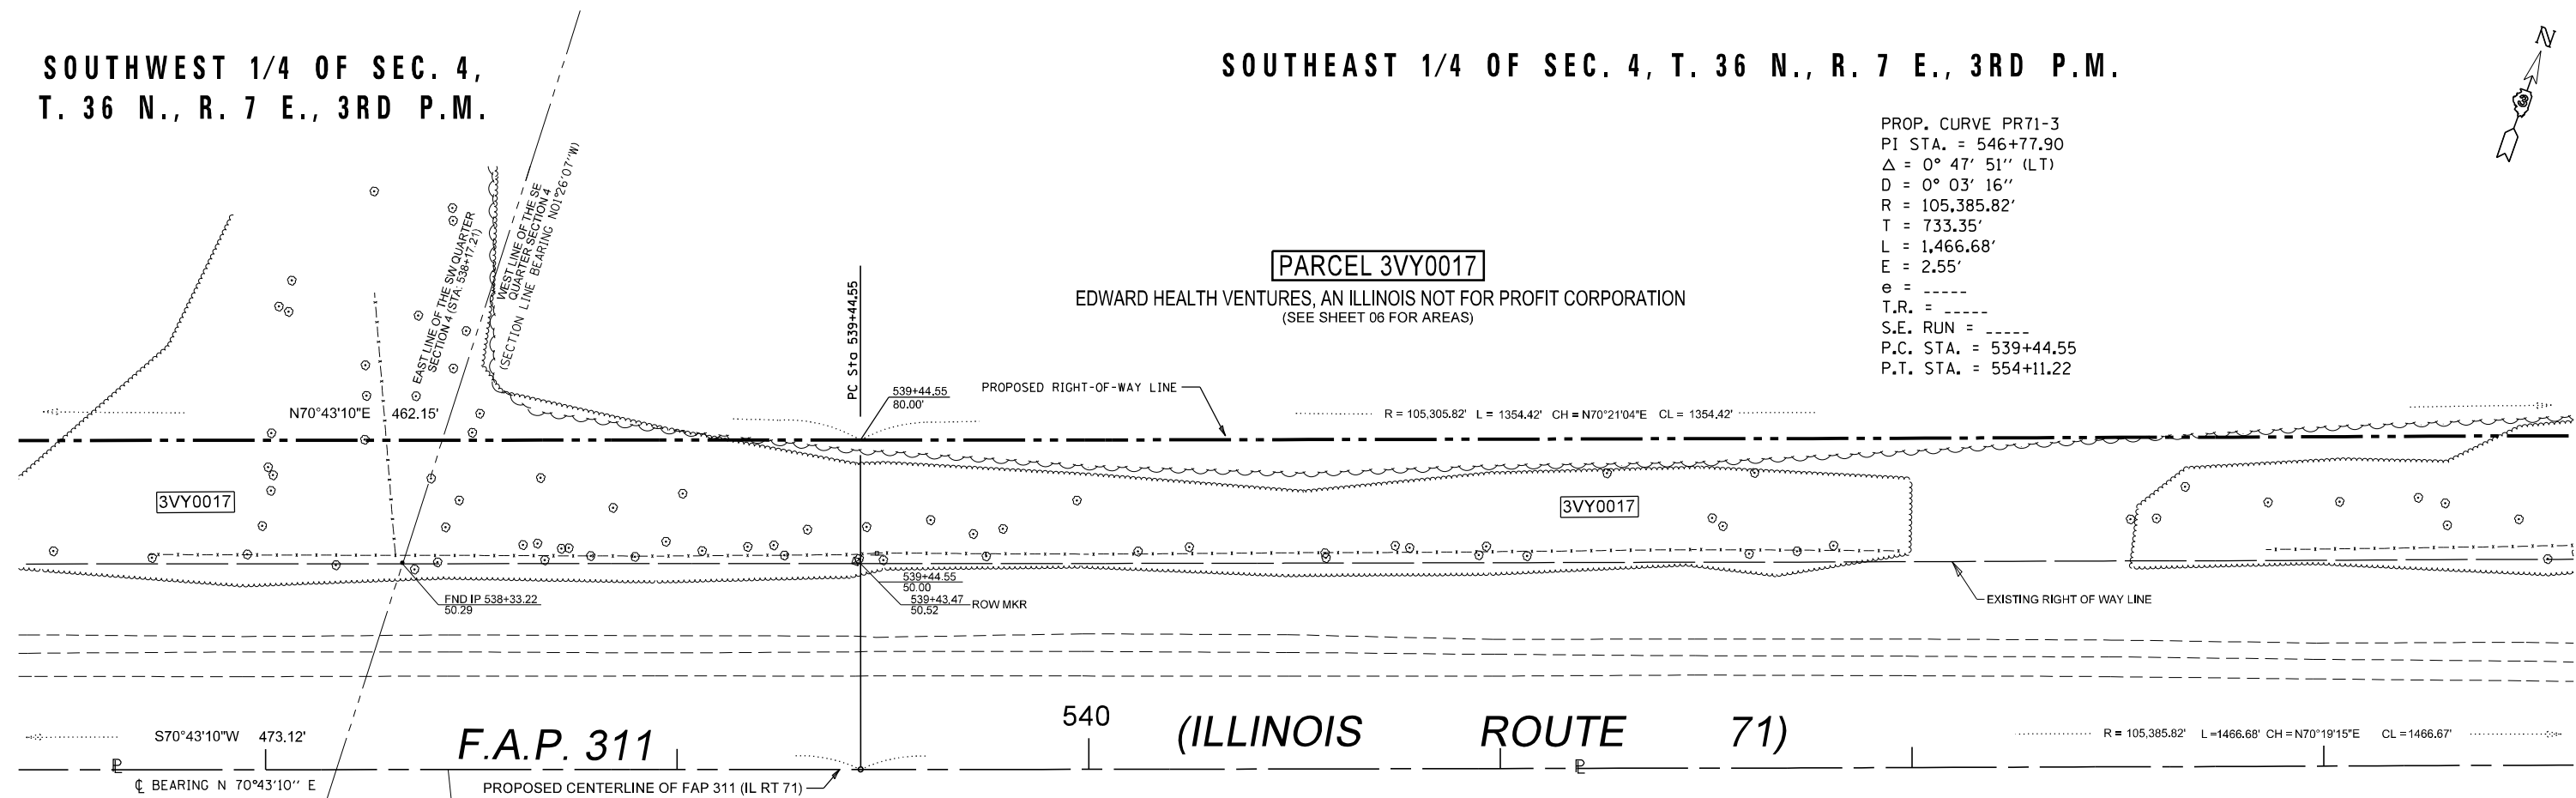 SOUTHWEST 1/4 OF SEC. 4,
T. 36 N., R. 7 E., 3RD P.M.
SOUTHEAST 1/4 OF SEC. 4, T. 36 N., R. 7 E., 3RD P.M.
N
3
PROP. CURVE PR71-3
PI STA. = 546+77.90
Δ = 0° 47' 51'' (LT)
D = 0° 03' 16''
R = 105,385.82'
T = 733.35'
L = 1,466.68'
E = 2.55'
e = _____
T.R. = _____
S.E. RUN = _____
P.C. STA. = 539+44.55
P.T. STA. = 554+11.22
EAST LINE OF THE SW QUARTER
SECTION 4 (STA: 538+17.21)
WEST LINE OF THE SE
QUARTER SECTION 4
(SECTION LINE BEARING N01°26'07''W)
PC Sta 539+44.55
PARCEL 3VY0017
EDWARD HEALTH VENTURES, AN ILLINOIS NOT FOR PROFIT CORPORATION
(SEE SHEET 06 FOR AREAS)
N70°43'10"E 462.15'
539+44.55
80.00'
PROPOSED RIGHT-OF-WAY LINE
R = 105,305.82' L = 1354.42' CH = N70°21'04"E CL = 1354.42'
3VY0017
3VY0017
FND IP 538+33.22
50.29
539+44.55
50.00
539+43.47
50.52
ROW MKR
EXISTING RIGHT OF WAY LINE
S70°43'10"W 473.12'
F.A.P. 311
540
(ILLINOIS ROUTE 71)
R = 105,385.82' L =1466.68' CH = N70°19'15"E CL = 1466.67'
PL
PL
CL BEARING N 70°43'10'' E
PROPOSED CENTERLINE OF FAP 311 (IL RT 71)